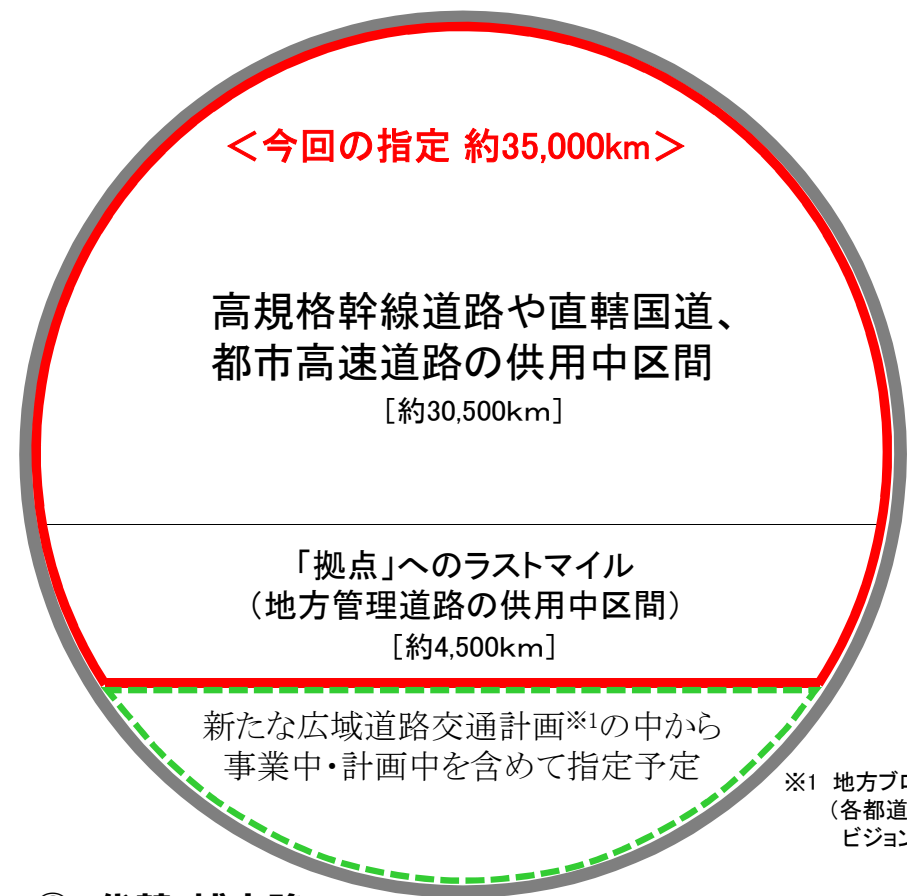 <今回の指定 約35,000km>
高規格幹線道路や直轄国道、
都市高速道路の供用中区間
[約30,500km]
「拠点」へのラストマイル
(地方管理道路の供用中区間)
[約4,500km]
新たな広域道路交通計画※1の中から
事業中・計画中を含めて指定予定
※1 地方ブロ
(各都道
ビジョン